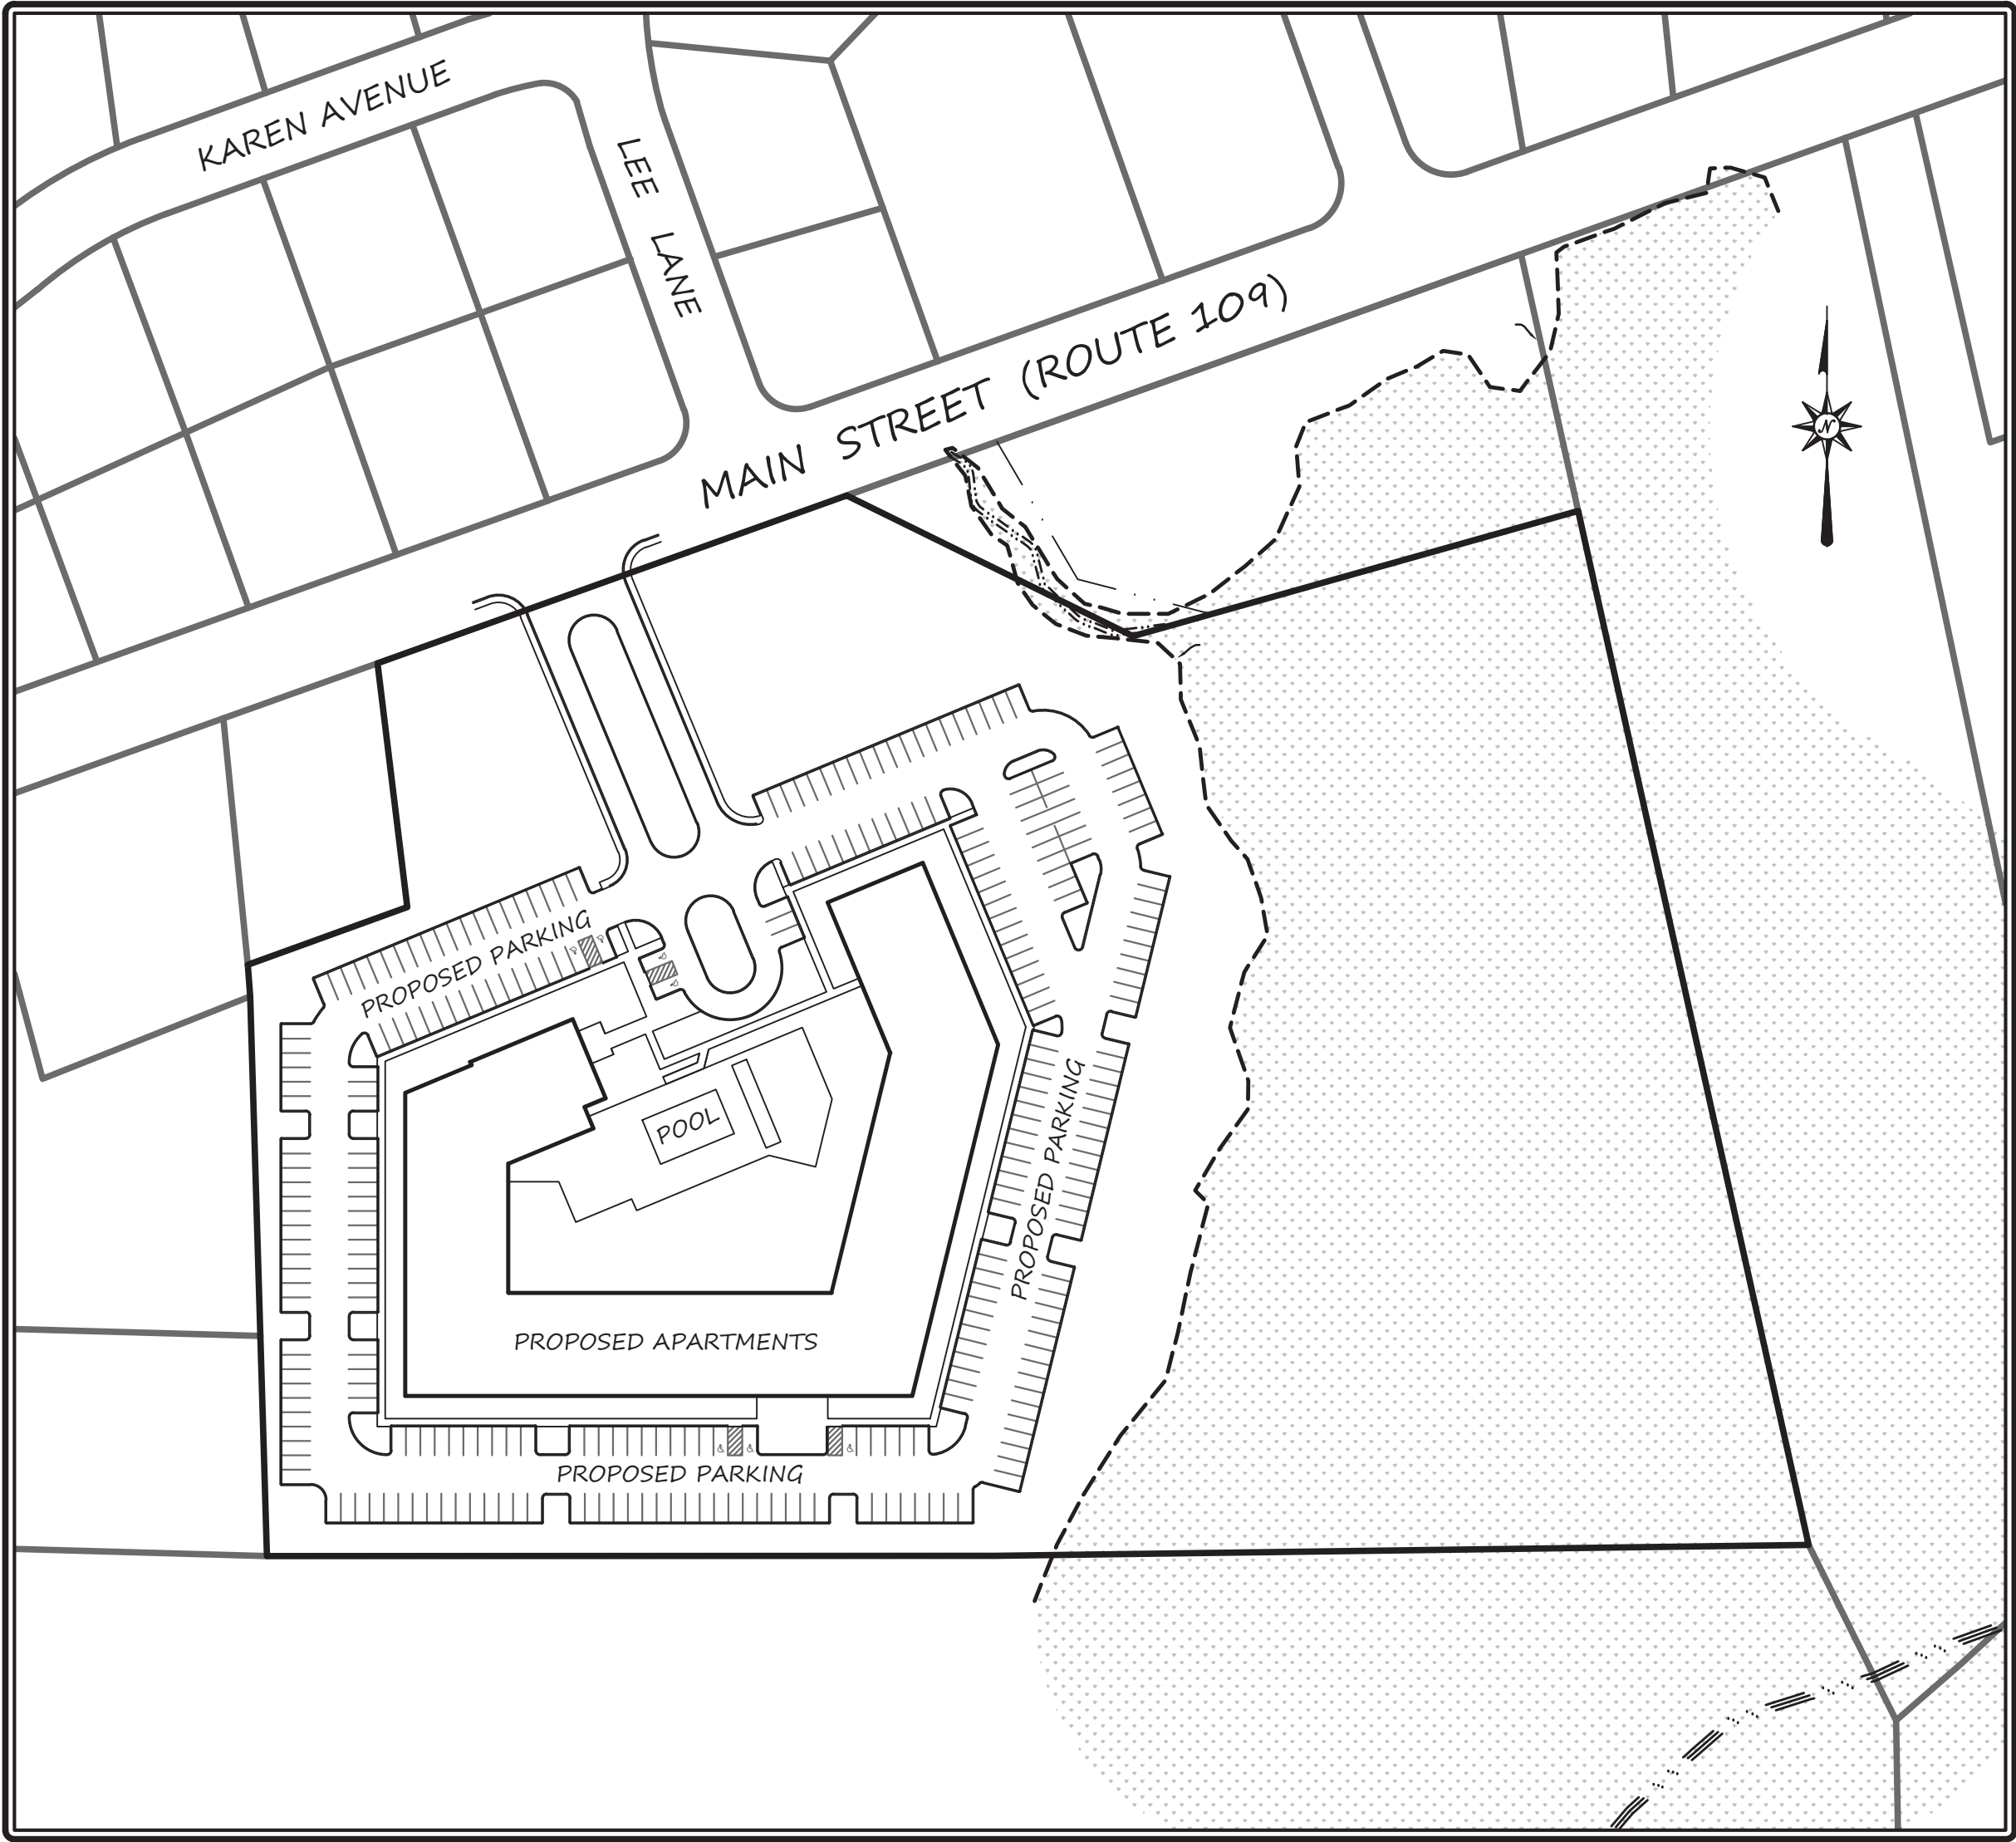 KAREN AVENUE
LEE LANE
MAIN STREET (ROUTE 109)
N
PROPOSED PARKING
POOL
PROPOSED PARKING
PROPOSED APARTMENTS
PROPOSED PARKING